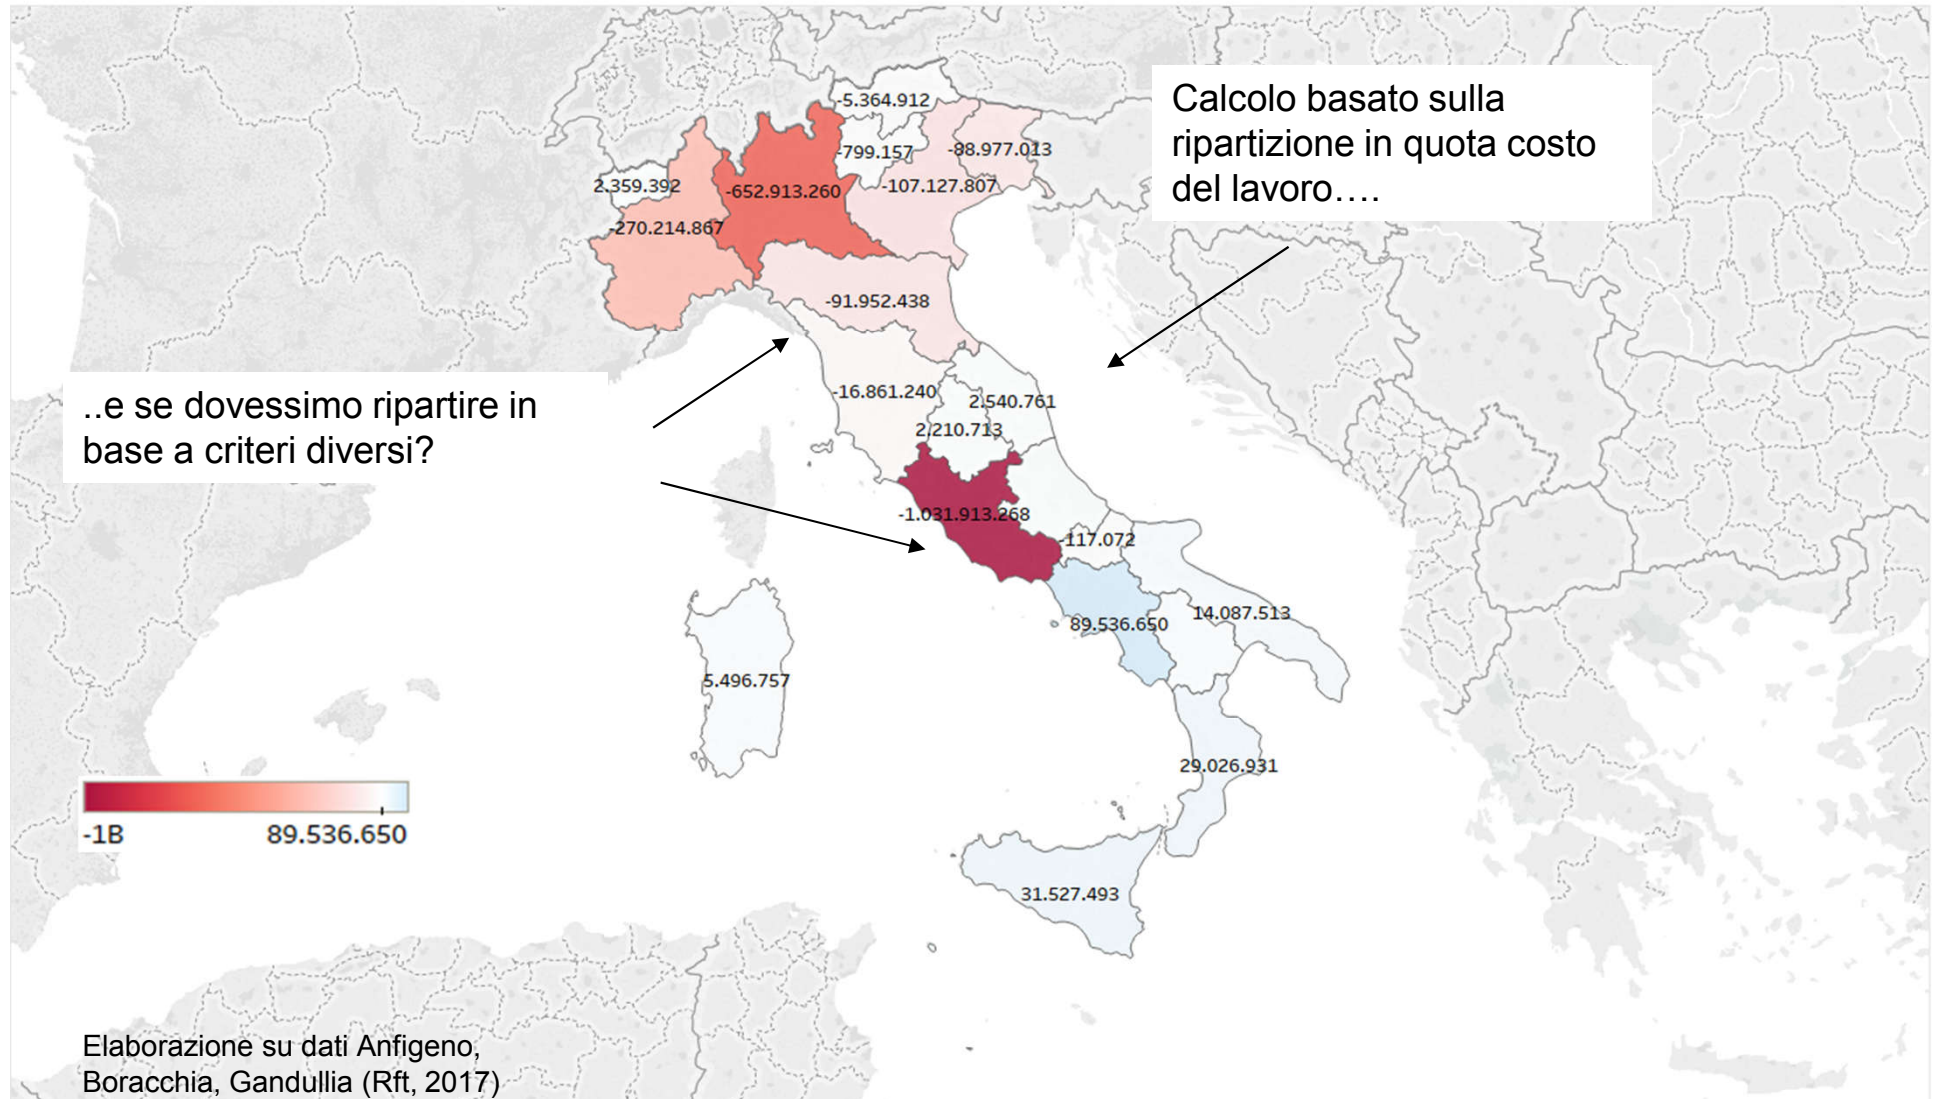 -5.364.912
Calcolo basato sulla
ripartizione in quota costo
del lavoro….
-799.157
-88.977.013
2.359.392
-652.913.260
-107.127.807
-270.214.867
-91.952.438
..e se dovessimo ripartire in
base a criteri diversi?
-16.861.240
2.540.761
2.210.713
-1.031.913.268
-117.072
89.536.650
14.087.513
5.496.757
29.026.931
-1B
89.536.650
31.527.493
Elaborazione su dati Anfigeno,
Boracchia, Gandullia (Rft, 2017)